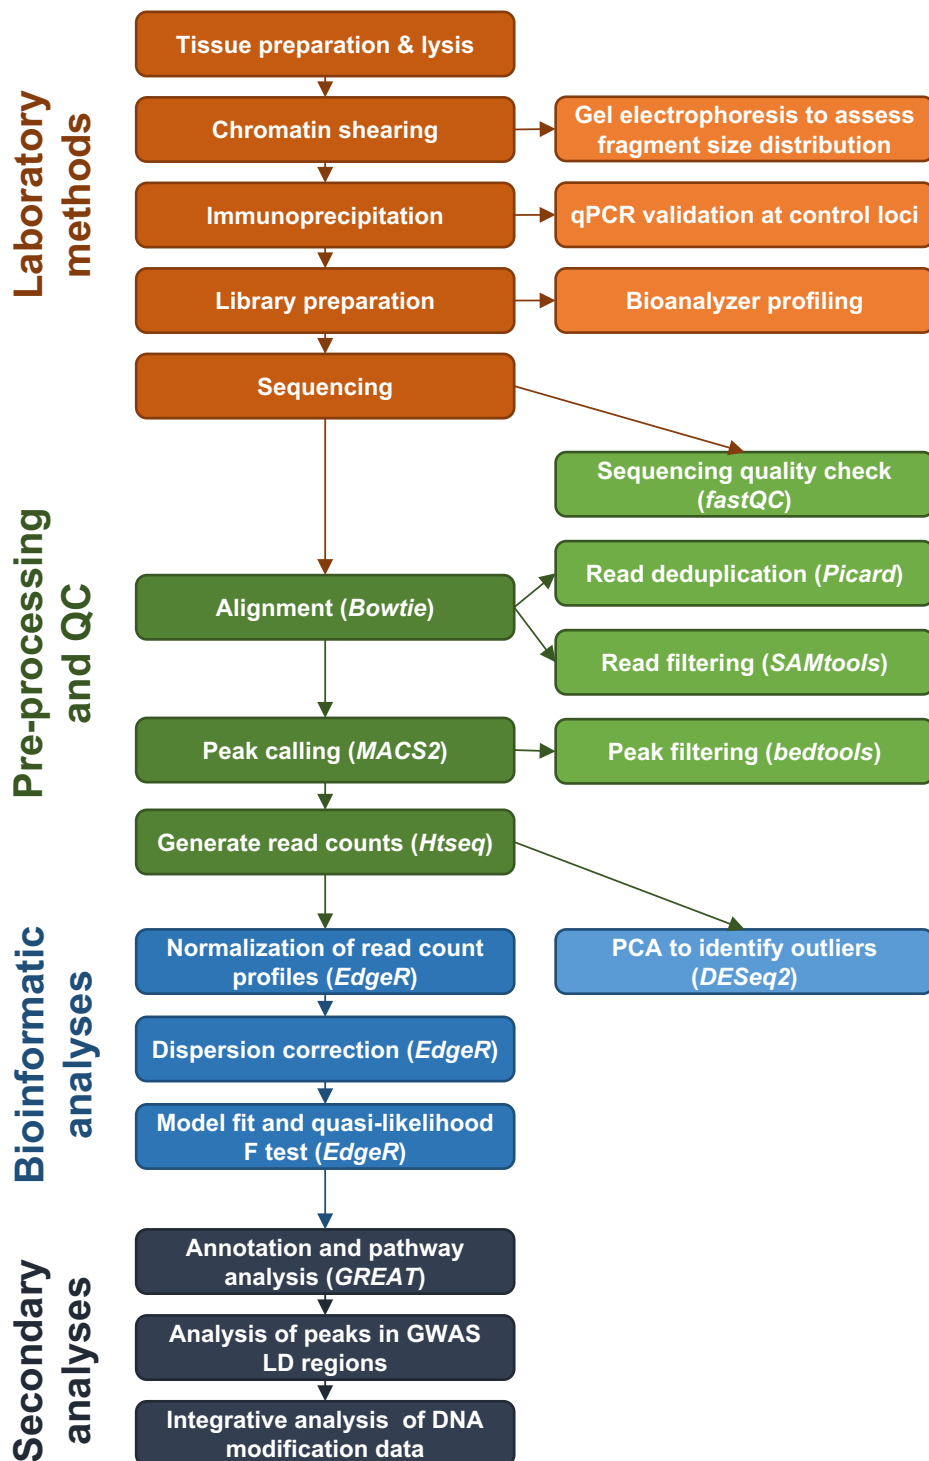 Laboratory
methods
Tissue preparation & lysis
Chromatin shearing
Gel electrophoresis to assess
fragment size distribution
Immunoprecipitation
qPCR validation at control loci
Library preparation
Bioanalyzer profiling
Sequencing
Pre-processing
and QC
Sequencing quality check
(fastQC)
Alignment (Bowtie)
Read deduplication (Picard)
Read filtering (SAMtools)
Peak calling (MACS2)
Peak filtering (bedtools)
Generate read counts (Htseq)
Bioinformatic
analyses
Normalization of read count
profiles (EdgeR)
PCA to identify outliers
(DESeq2)
Dispersion correction (EdgeR)
Model fit and quasi-likelihood
F test (EdgeR)
Secondary
analyses
Annotation and pathway
analysis (GREAT)
Analysis of peaks in GWAS
LD regions
Integrative analysis  of DNA
modification data